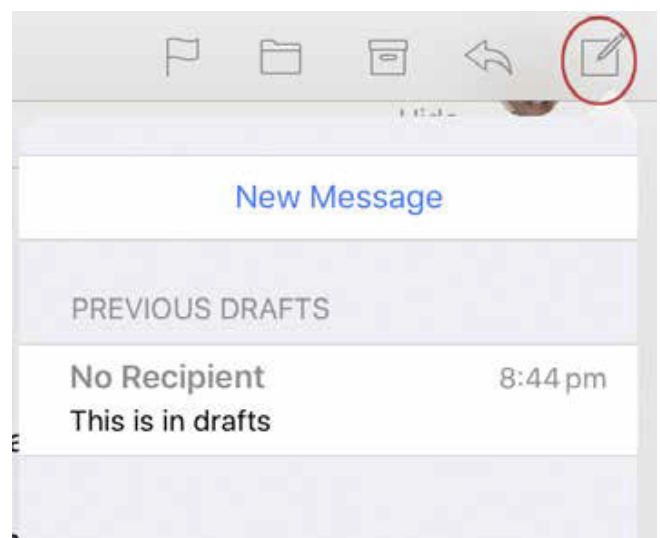 New Message
PREVIOUS DRAFTS
No Recipient 8:44 pm
This is in drafts